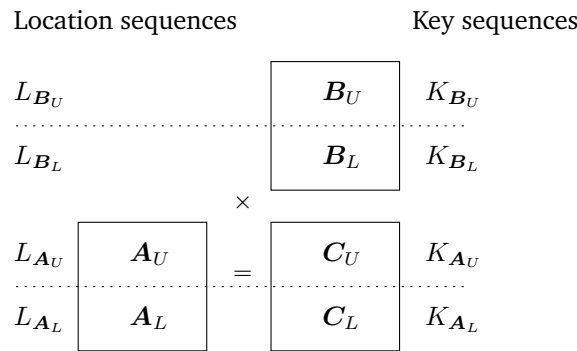 Location sequences Key sequences
L_{B_U} B_U K_{B_U}
L_{B_L} B_L K_{B_L}
×
L_{A_U} A_U = C_U K_{A_U}
L_{A_L} A_L C_L K_{A_L}